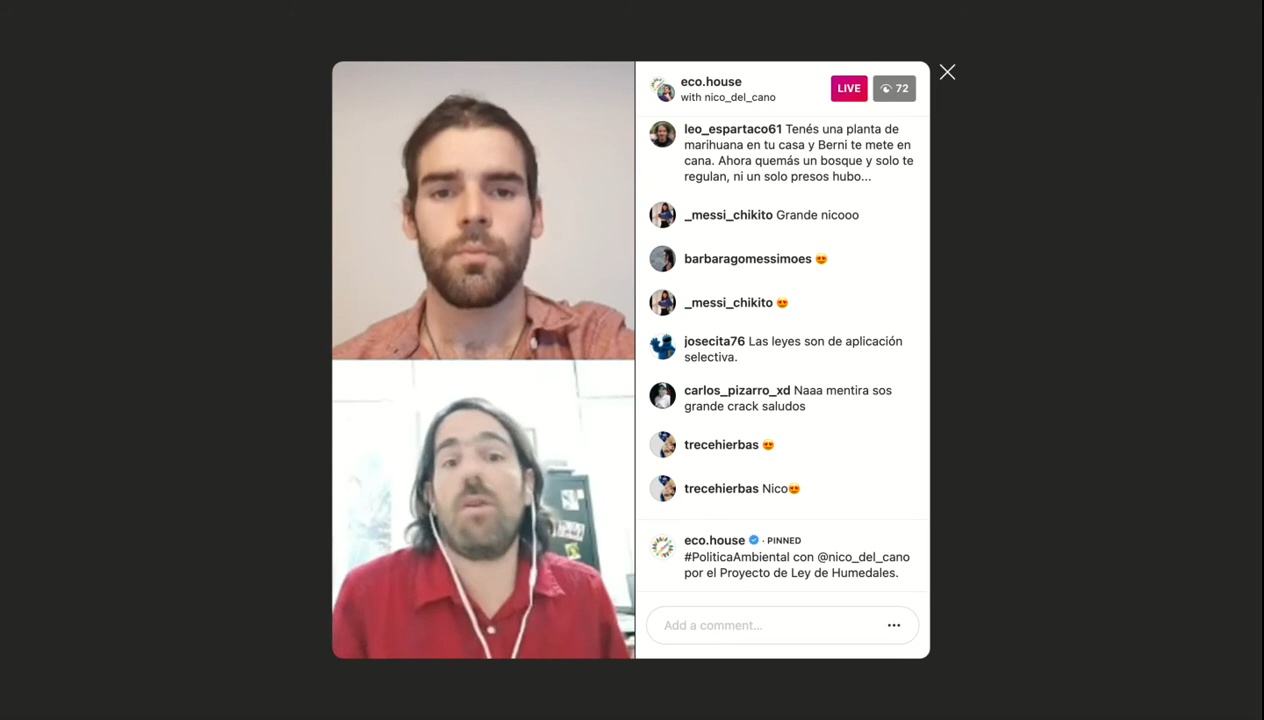 eco.house
with nico_del_cano
LIVE
72
leo_espartaco61 Tenés una planta de
marihuana en tu casa y Berni te mete en
cana. Ahora quemás un bosque y solo te
regulan, ni un solo presos hubo...
_messi_chikito Grande nicooo
barbaragomessimoes 😍
_messi_chikito 😍
josecita76 Las leyes son de aplicación
selectiva.
carlos_pizarro_xd Naaa mentira sos
grande crack saludos
trecehierbas 😍
trecehierbas Nico😍
eco.house · PINNED
#PoliticaAmbiental con @nico_del_cano
por el Proyecto de Ley de Humedales.
Add a comment...